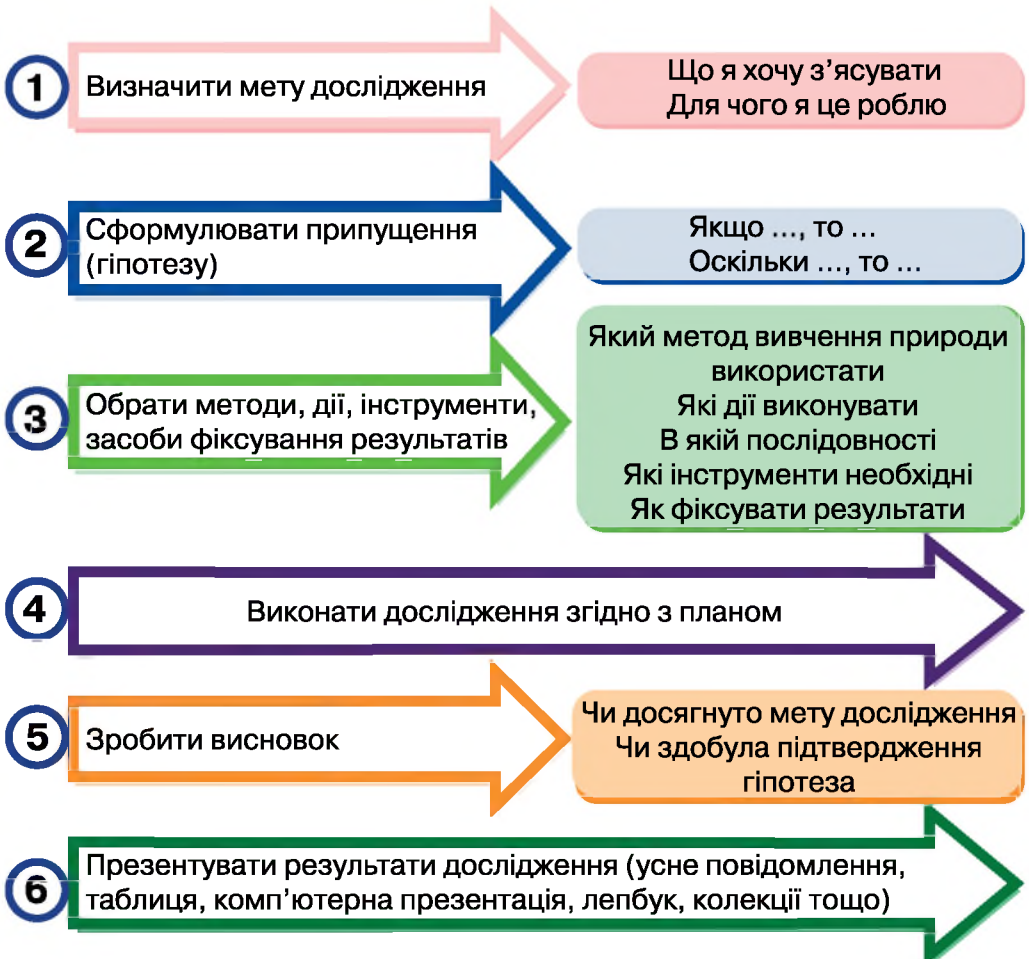 1
Визначити мету дослідження
Що я хочу з’ясувати
Для чого я це роблю
2
Сформулювати припущення
(гіпотезу)
Якщо ..., то ...
Оскільки ..., то ...
3
Обрати методи, дії, інструменти,
засоби фіксування результатів
Який метод вивчення природи
використати
Які дії виконувати
В якій послідовності
Які інструменти необхідні
Як фіксувати результати
4
Виконати дослідження згідно з планом
5
Зробити висновок
Чи досягнуто мету дослідження
Чи здобула підтвердження
гіпотеза
6
Презентувати результати дослідження (усне повідомлення,
таблиця, комп’ютерна презентація, лепбук, колекції тощо)